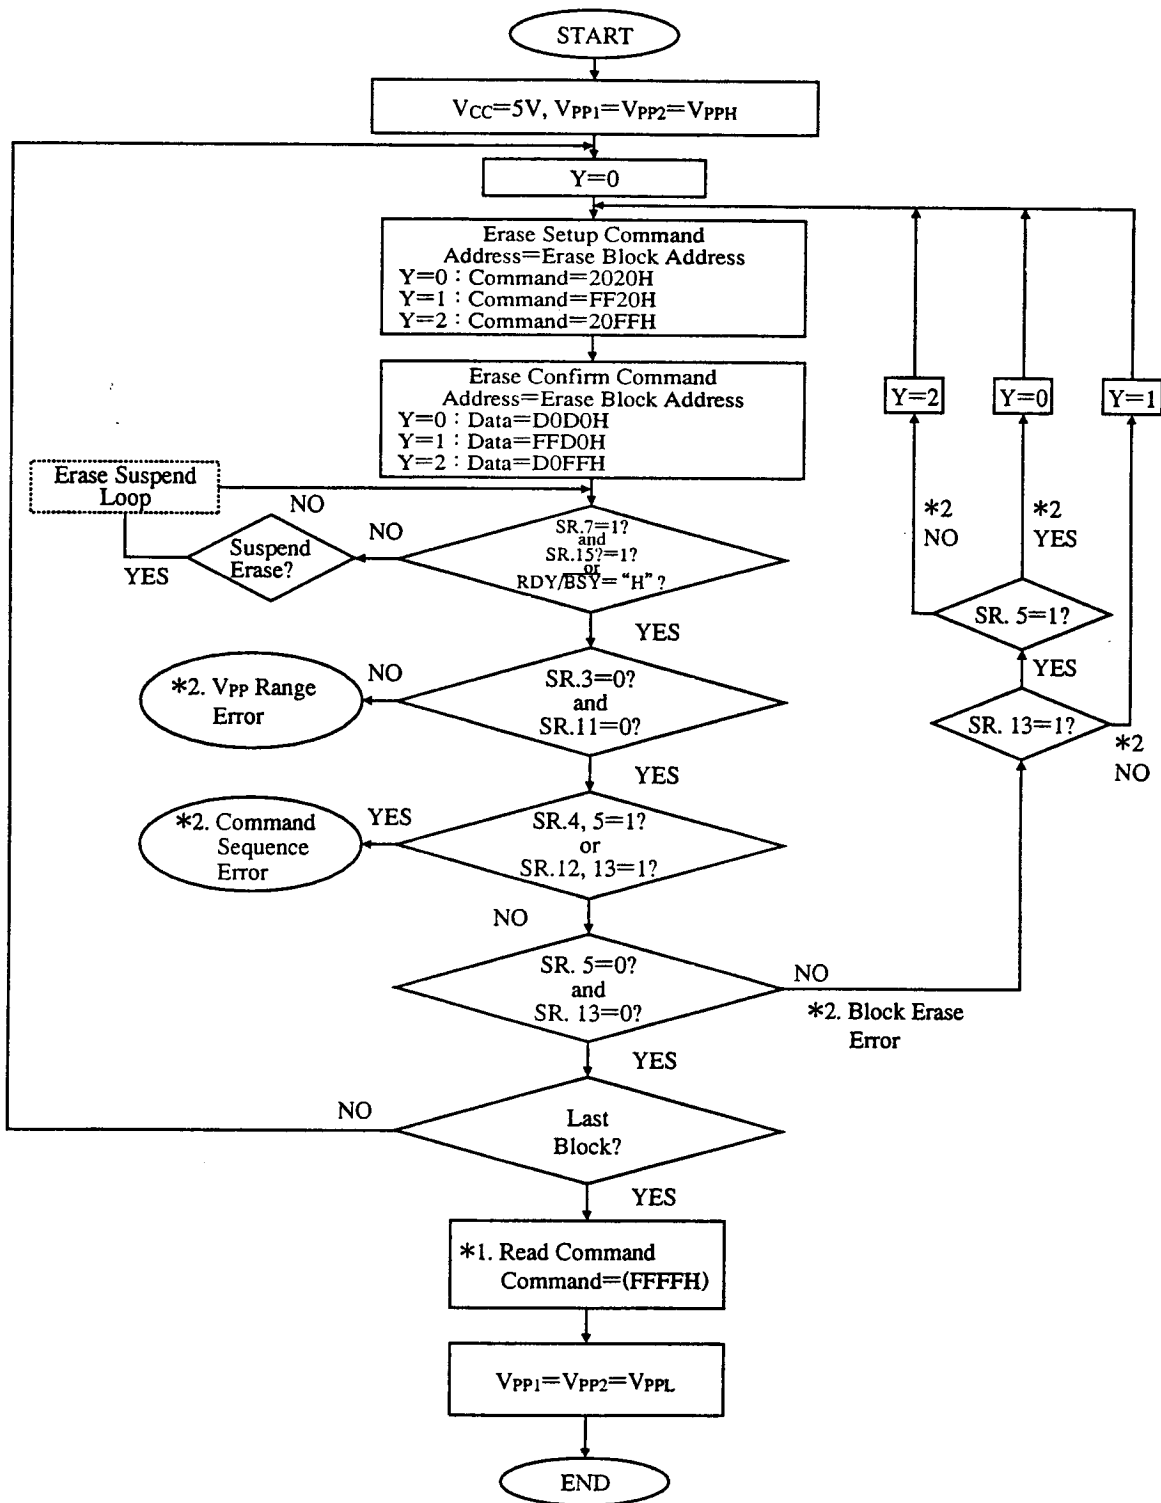 START
VCC=5V, VPP1=VPP2=VPPH
Y=0
Erase Setup Command
Address=Erase Block Address
Y=0 : Command=2020H
Y=1 : Command=FF20H
Y=2 : Command=20FFH
Erase Confirm Command
Address=Erase Block Address
Y=0 : Data=D0D0H
Y=1 : Data=FFD0H
Y=2 : Data=D0FFH
Y=2
Y=0
Y=1
Erase Suspend
Loop
NO
NO
YES
Suspend
Erase?
SR.7=1?
and
SR.15?=1?
or
RDY/BSY= “H” ?
YES
*2
NO
*2
YES
SR. 5=1?
YES
SR. 13=1?
*2
NO
*2. VPP Range
Error
NO
SR.3=0?
and
SR.11=0?
YES
*2. Command
Sequence
Error
YES
SR.4, 5=1?
or
SR.12, 13=1?
NO
SR. 5=0?
and
SR. 13=0?
NO
*2. Block Erase
Error
YES
NO
Last
Block?
YES
*1. Read Command
Command=(FFFFH)
VPP1=VPP2=VPPL
END